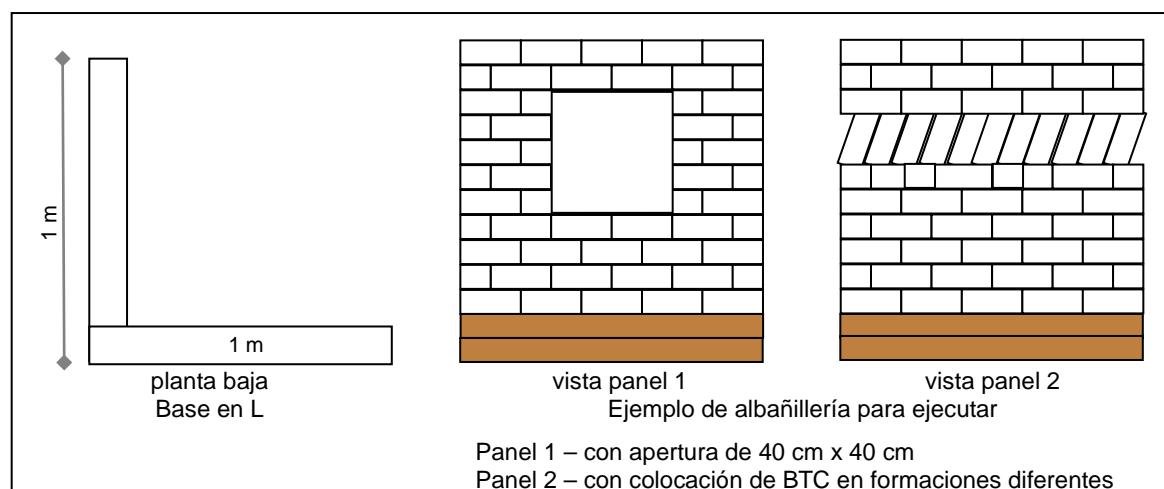 1 m
1 m
planta baja
Base en L
vista panel 1
vista panel 2
Ejemplo de albañillería para ejecutar
Panel 1 – con apertura de 40 cm x 40 cm
Panel 2 – con colocación de BTC en formaciones diferentes